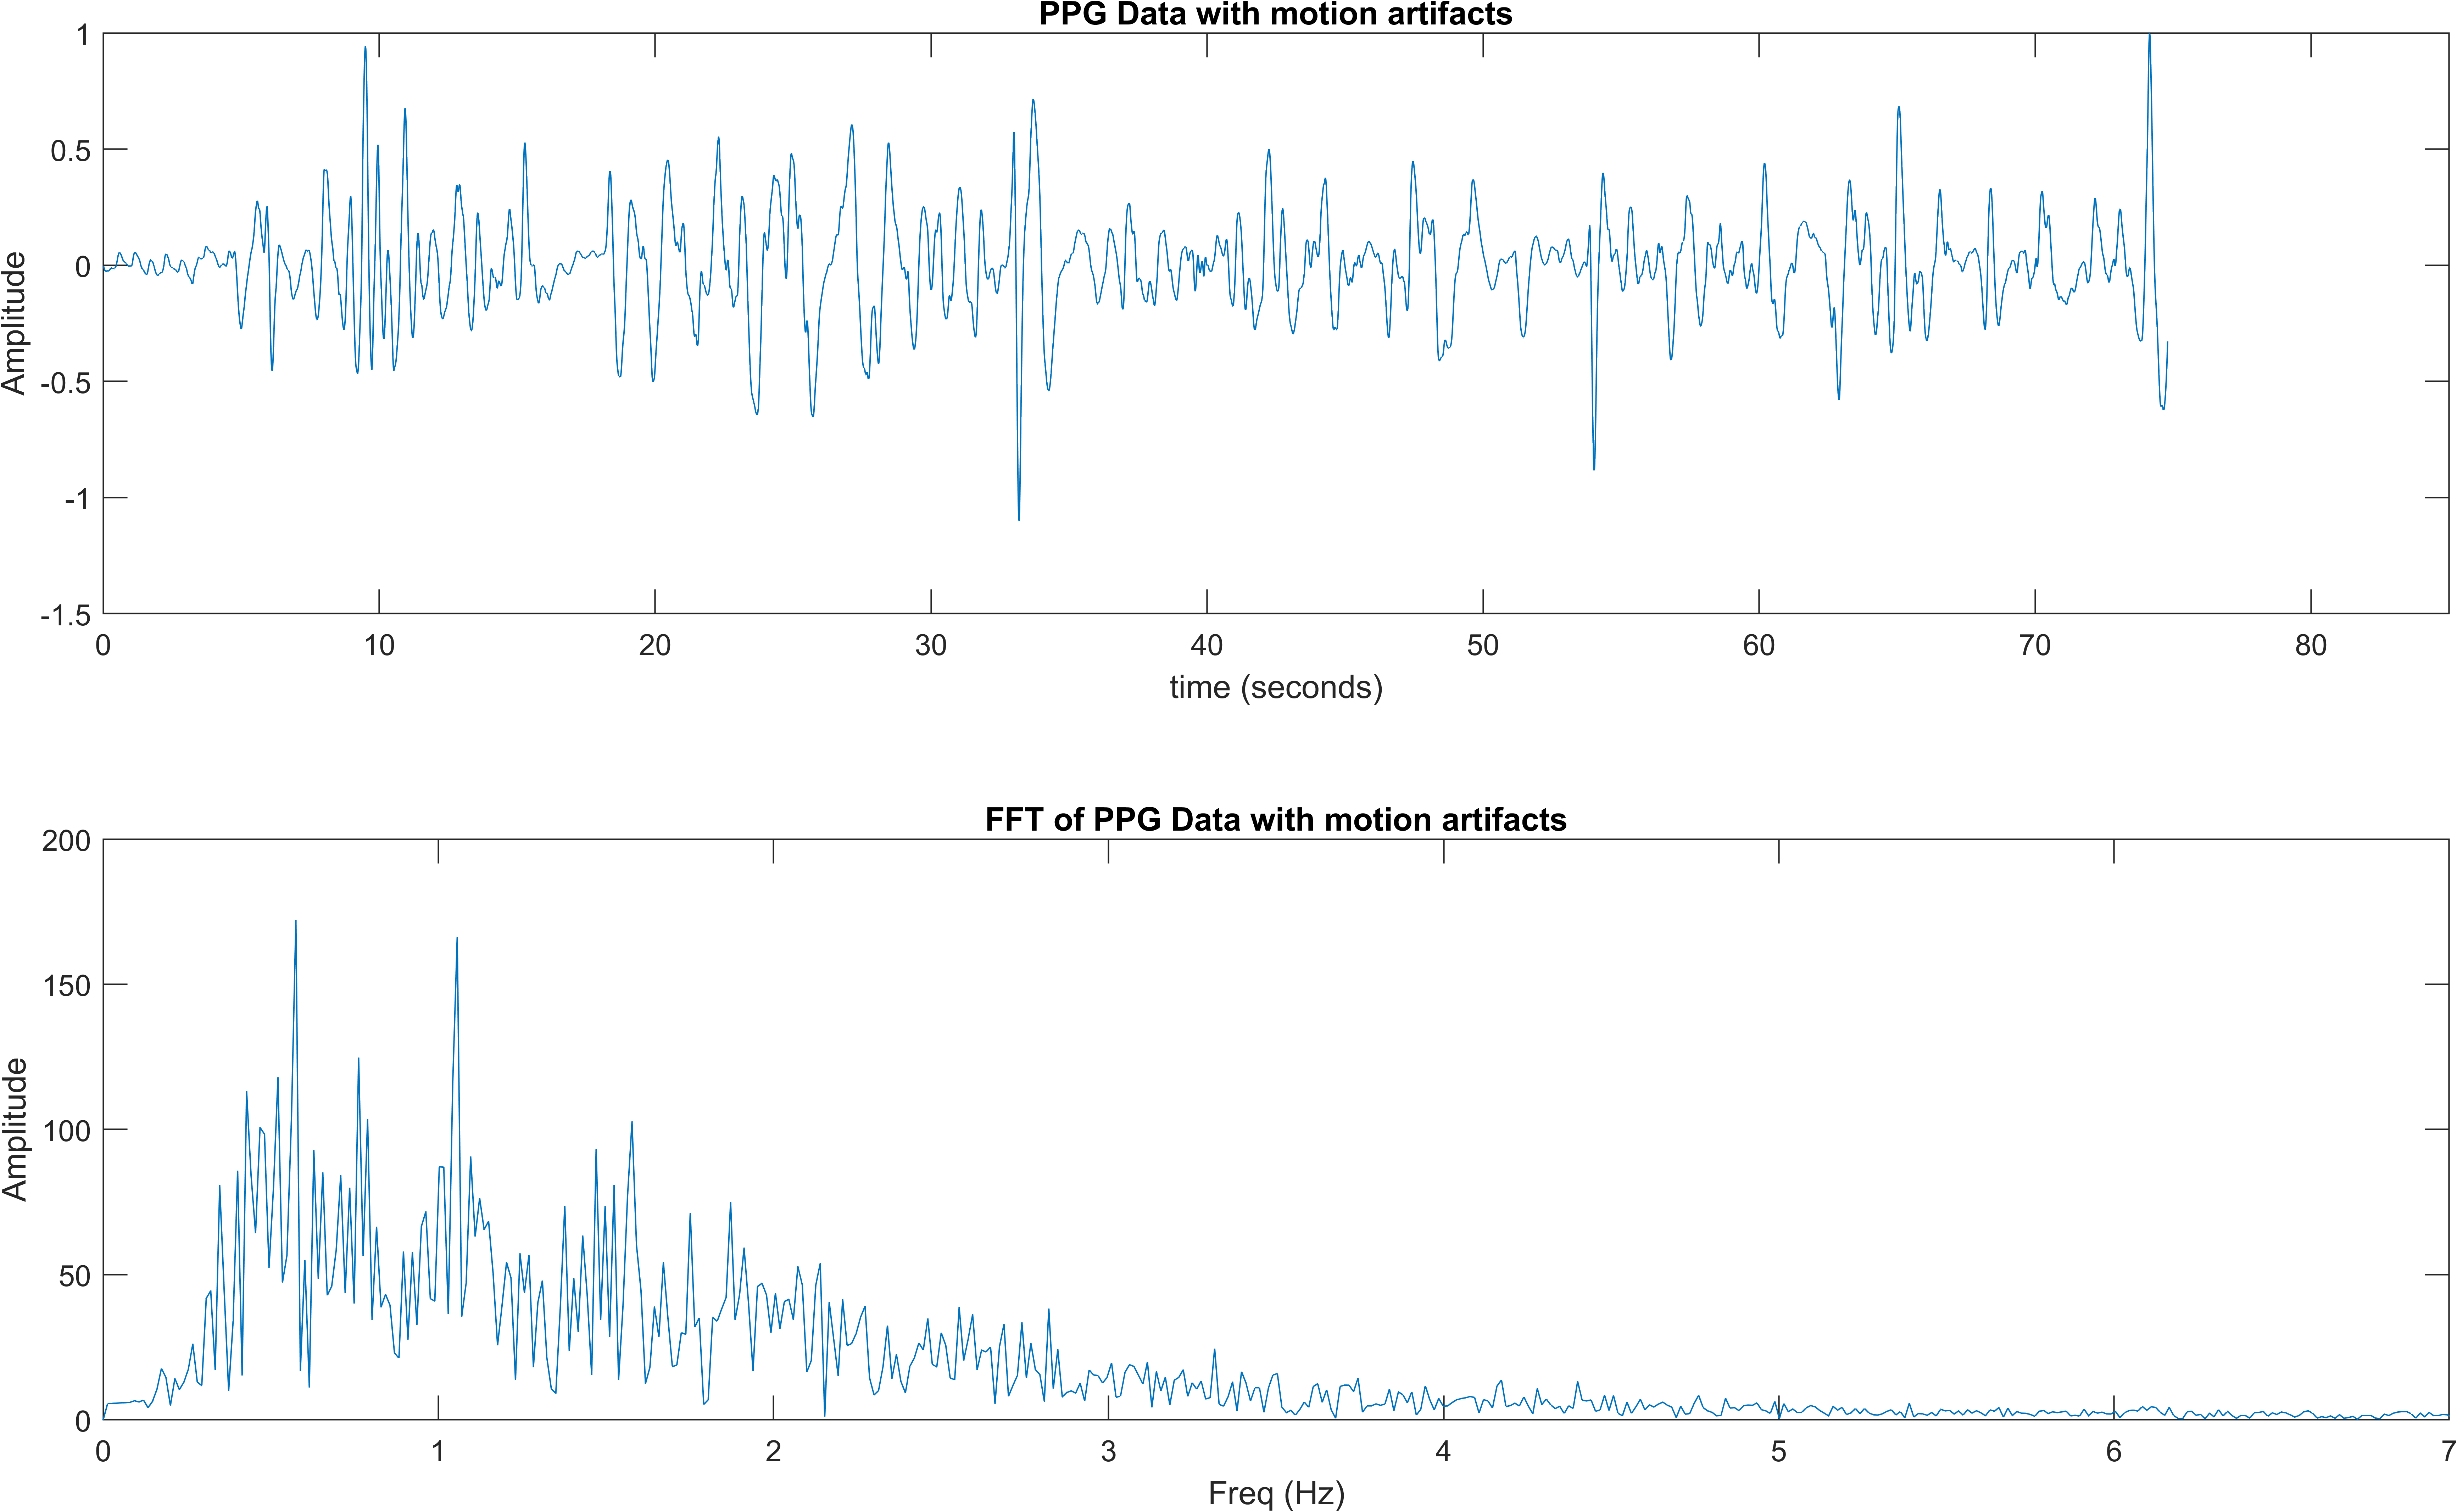 PPG Data with motion artifacts
1
0.5
0
-0.5
-1
-1.5
Amplitude
0 10 20 30 40 50 60 70 80
time (seconds)
FFT of PPG Data with motion artifacts
200
150
100
50
0
Amplitude
0 1 2 3 4 5 6 7
Freq (Hz)